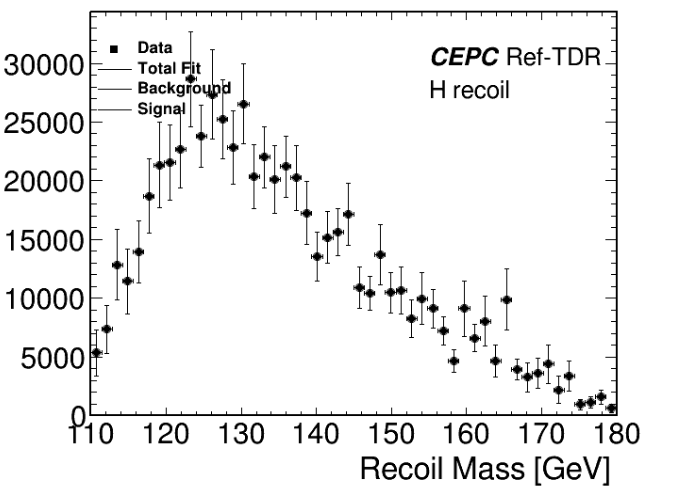 Data
Total Fit
Background
Signal
CEPC Ref-TDR
H recoil
30000
25000
20000
15000
10000
5000
0
110 120 130 140 150 160 170 180
Recoil Mass [GeV]